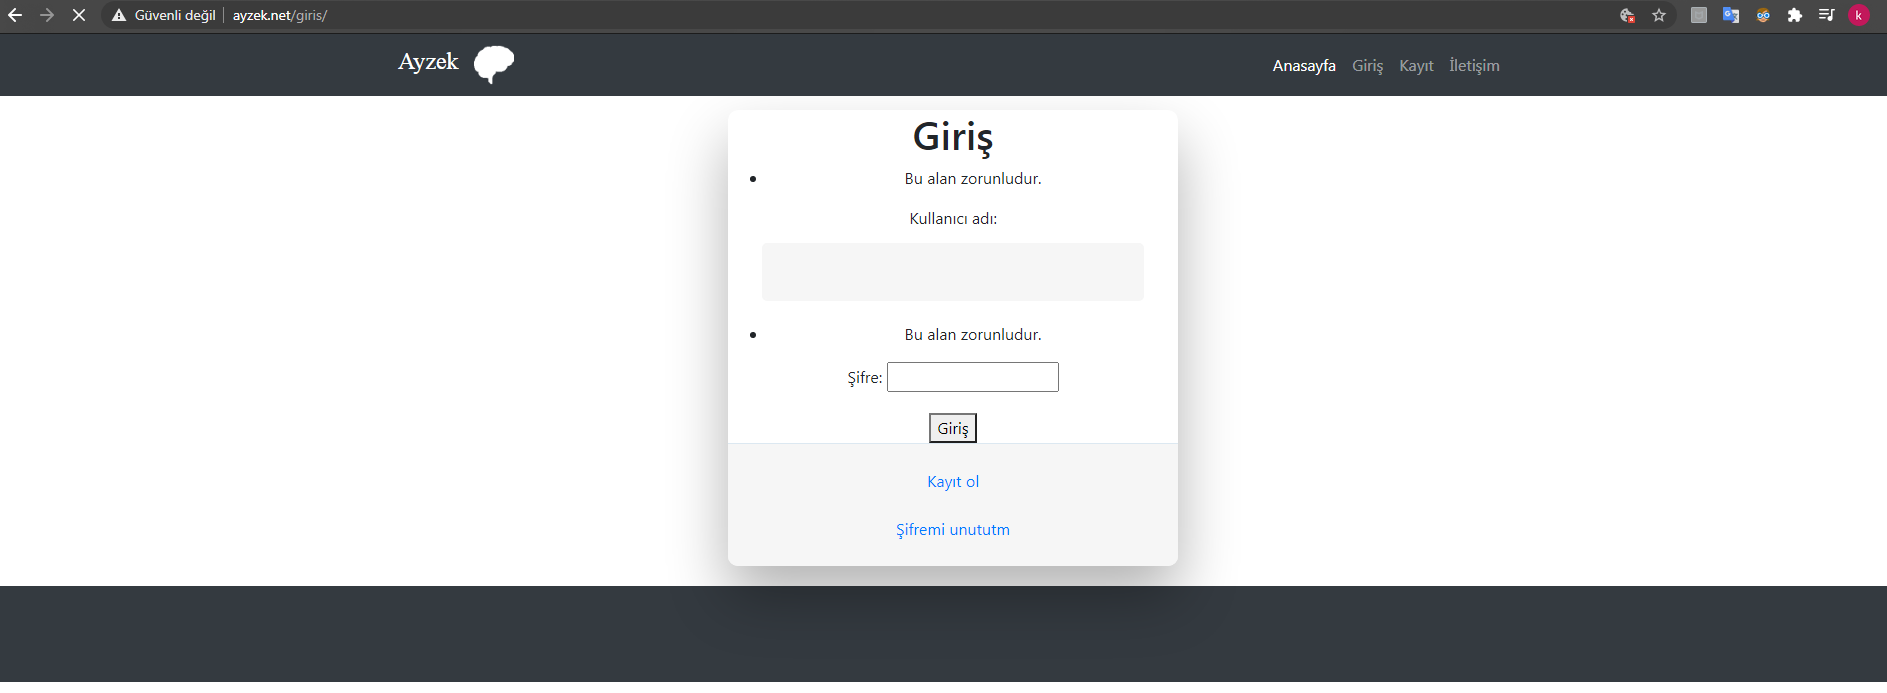 Güvenli değil ayzek.net/giris/
k
Ayzek
Anasayfa Giriş Kayıt İletişim
Giriş
Bu alan zorunludur.
Kullanıcı adı:
Bu alan zorunludur.
Şifre:
Giriş
Kayıt ol
Şifremi unututm